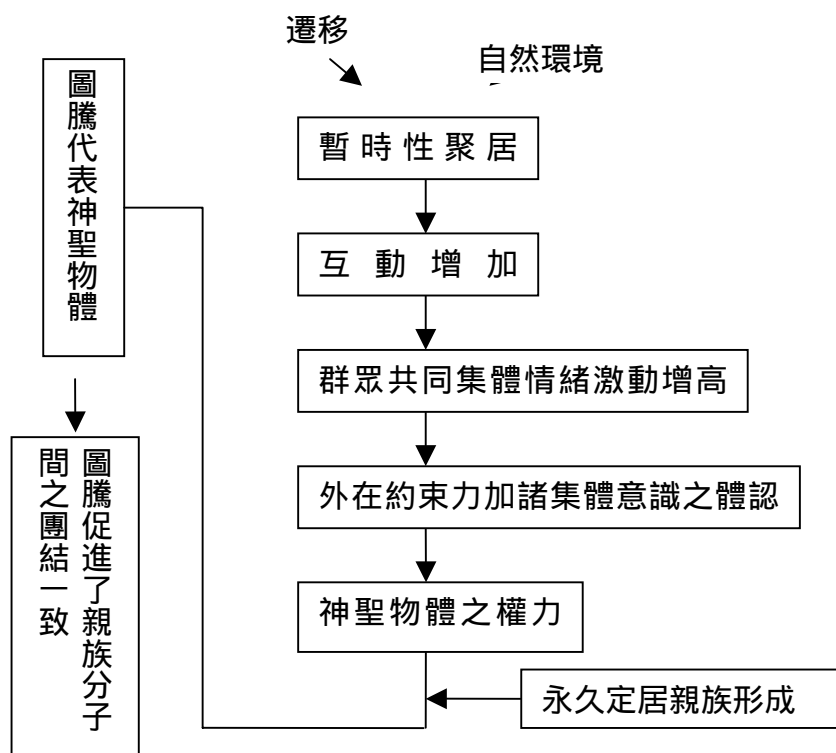 遷移
自然環境
暫時性聚居
互動增加
群眾共同集體情緒激動增高
外在約束力加諸集體意識之體認
神聖物體之權力
永久定居親族形成
圖騰代表神聖物體
圖騰促進了親族分子
間之團結一致